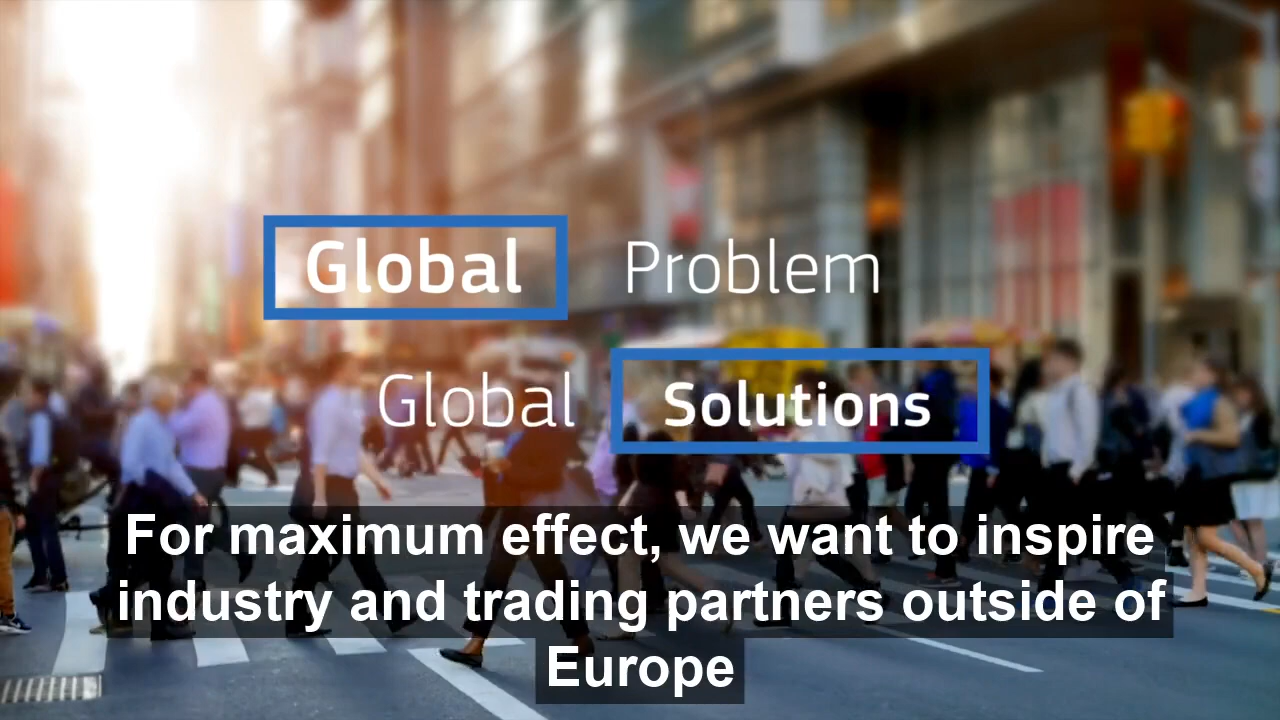 Global Problem
Global Solutions
For maximum effect, we want to inspire
industry and trading partners outside of
Europe